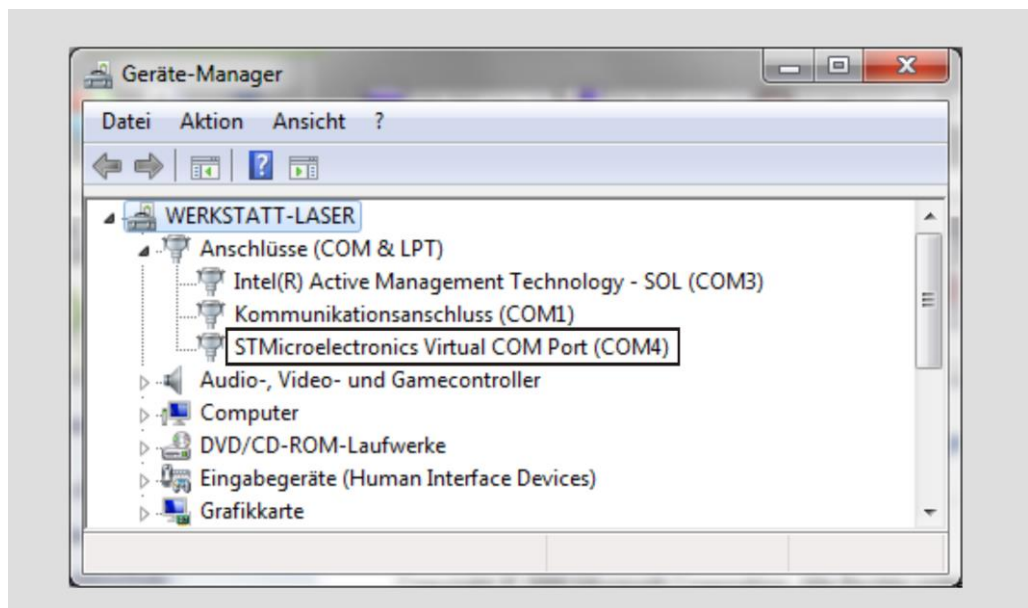 Geräte-Manager
Datei Aktion Ansicht ?
WERKSTATT-LASER
Anschlüsse (COM & LPT)
Intel(R) Active Management Technology - SOL (COM3)
Kommunikationsanschluss (COM1)
STMicroelectronics Virtual COM Port (COM4)
Audio-, Video- und Gamecontroller
Computer
DVD/CD-ROM-Laufwerke
Eingabegeräte (Human Interface Devices)
Grafikkarte